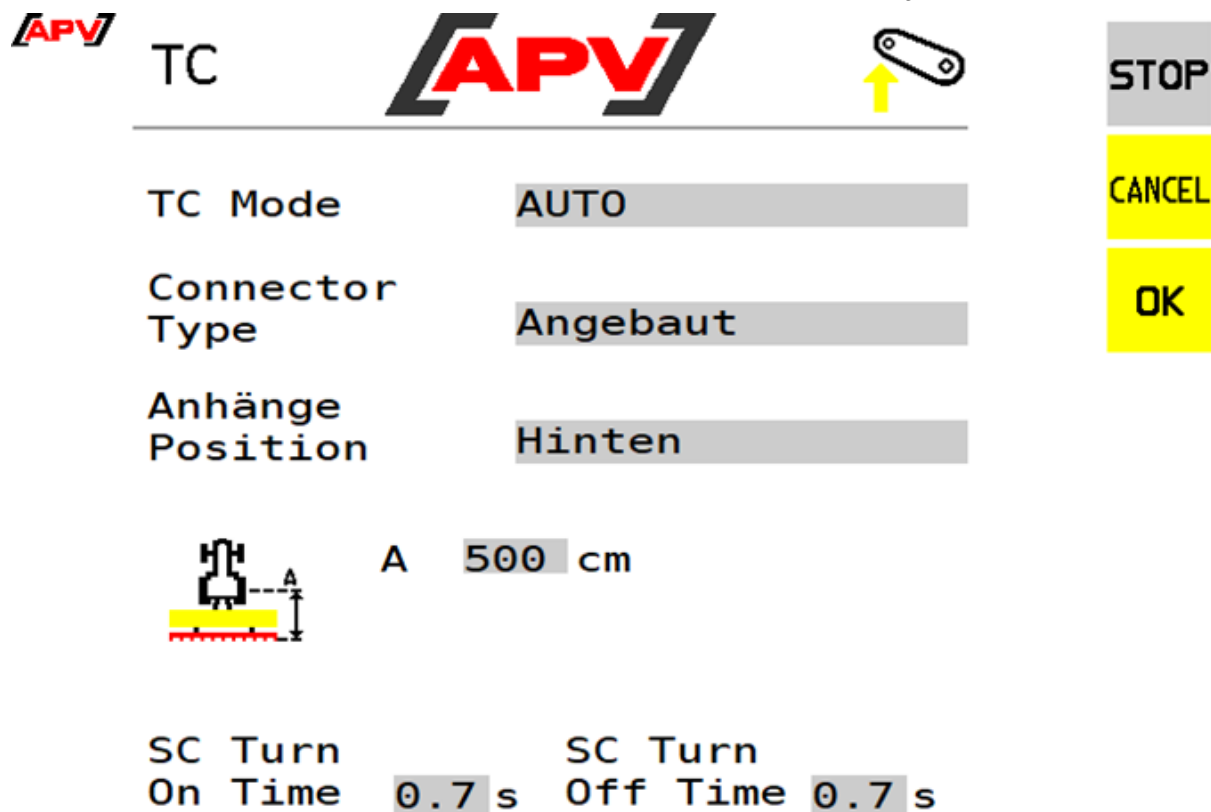 APV
TC
APV
STOP
TC Mode AUTO
CANCEL
Connector
Type Angebaut
OK
Anhänge
Position Hinten
A
A 500 cm
SC Turn
On Time 0.7 s
SC Turn
Off Time 0.7 s